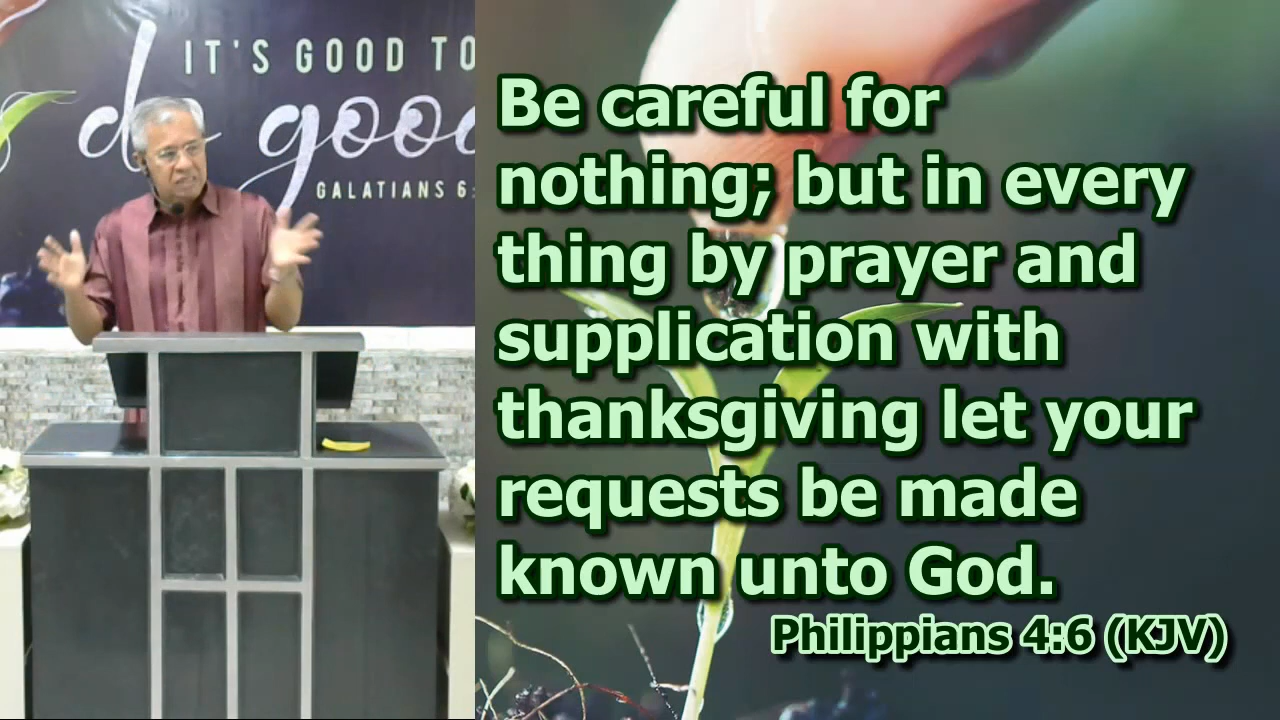 IT'S GOOD TO
do good
GALATIANS 6:
Be careful for
nothing; but in every
thing by prayer and
supplication with
thanksgiving let your
requests be made
known unto God.
Philippians 4:6 (KJV)